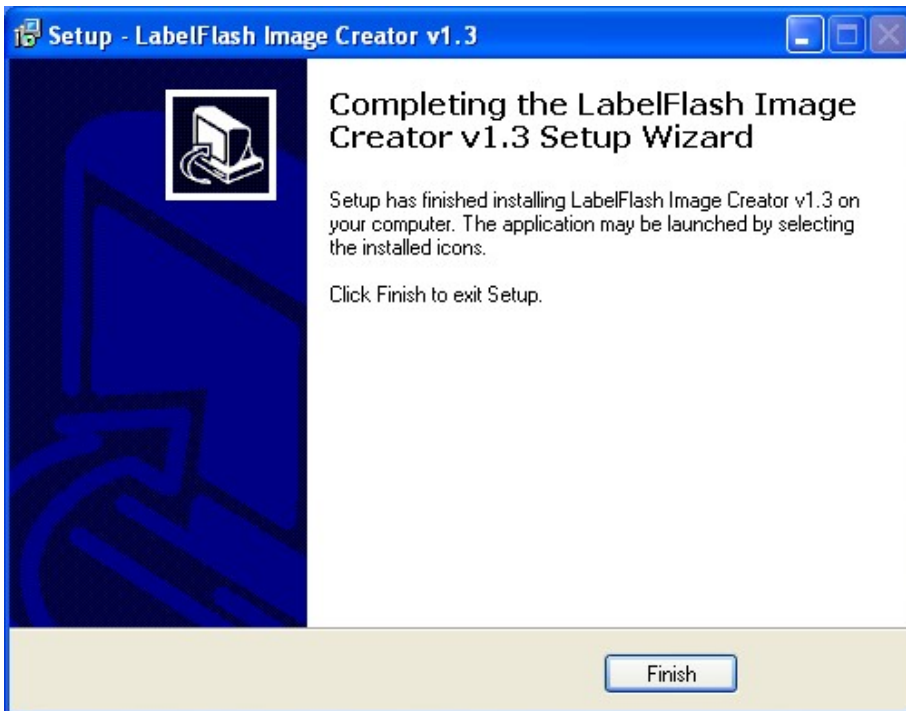 Setup - LabelFlash Image Creator v1.3
Completing the LabelFlash Image
Creator v1.3 Setup Wizard
Setup has finished installing LabelFlash Image Creator v1.3 on
your computer. The application may be launched by selecting
the installed icons.
Click Finish to exit Setup.
Finish